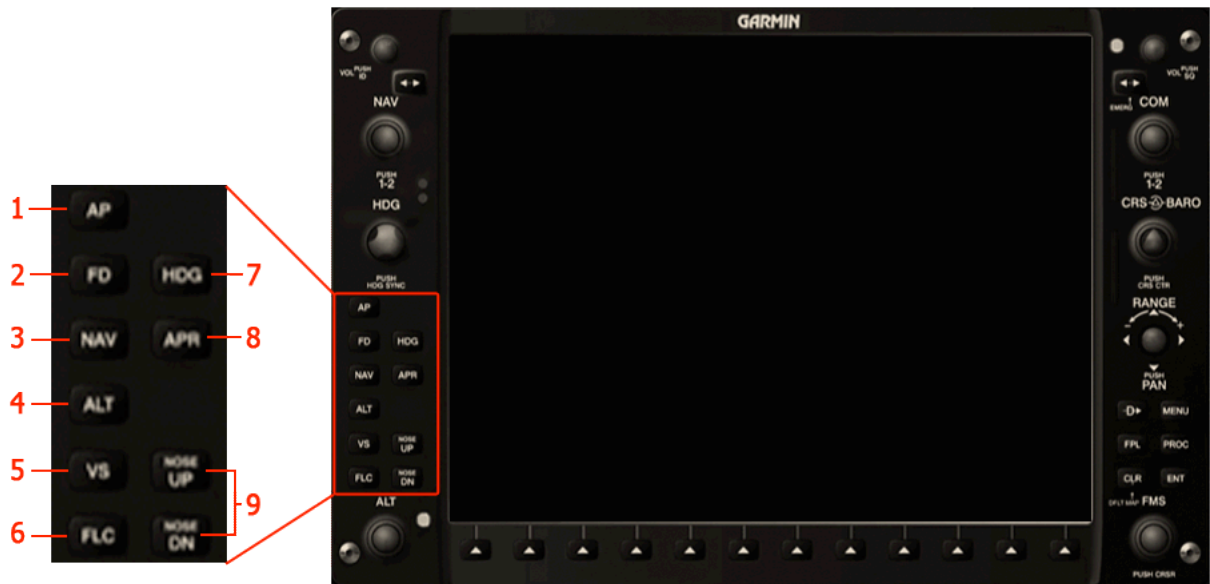 1 AP
2 FD HDG 7
3 NAV APR 8
4 ALT
5 VS NOSE UP
9
6 FLC NOSE DN
GARMIN
VOL PUSH ID
NAV
PUSH
1-2
HDG
PUSH
HDG SYNC
AP
FD HDG
NAV APR
ALT
VS NOSE UP
FLC NOSE DN
ALT
VOL PUSH SQ
EMERG
COM
PUSH
1-2
CRS BARO
PUSH
CRS CTR
RANGE
- +
PUSH
PAN
D MENU
FPL PROC
CLR ENT
DFLT MAP FMS
PUSH CRSR